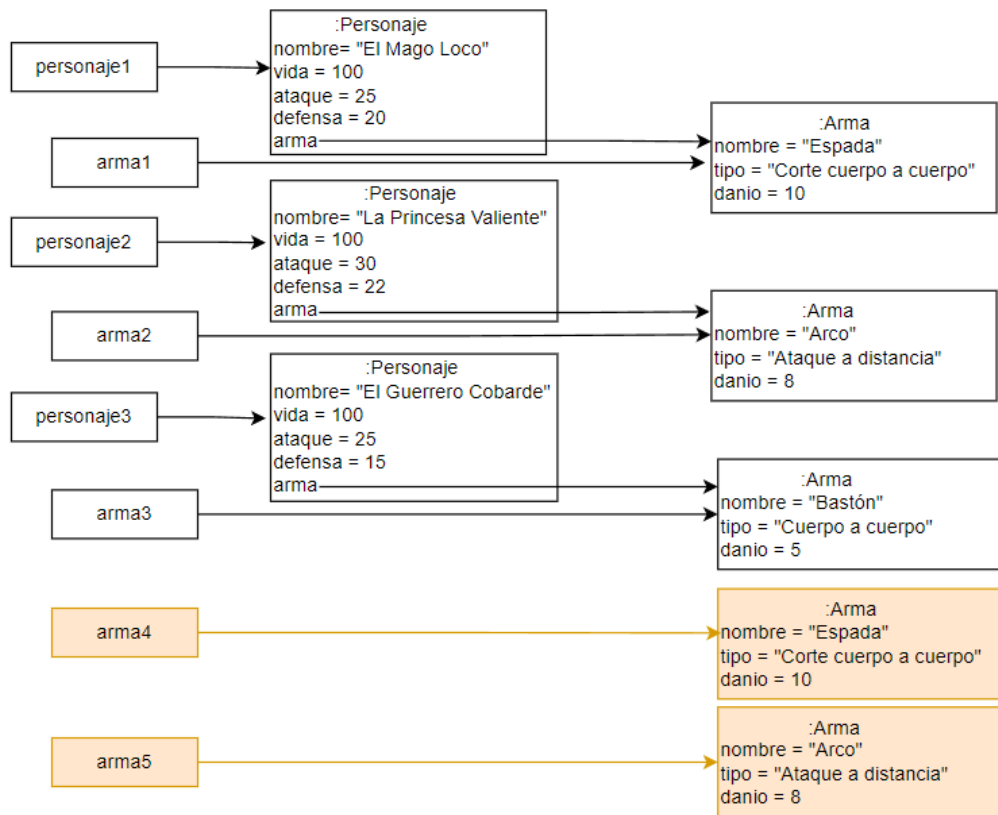 :Personaje
nombre= "El Mago Loco"
personaje1
vida = 100
ataque = 25
defensa = 20
arma
:Arma
nombre = "Espada"
arma1
tipo = "Corte cuerpo a cuerpo"
danio = 10
:Personaje
nombre= "La Princesa Valiente"
personaje2
vida = 100
ataque = 30
defensa = 22
arma
:Arma
nombre = "Arco"
arma2
tipo = "Ataque a distancia"
danio = 8
:Personaje
nombre= "El Guerrero Cobarde"
personaje3
vida = 100
ataque = 25
defensa = 15
arma
:Arma
nombre = "Bastón"
arma3
tipo = "Cuerpo a cuerpo"
danio = 5
:Arma
arma4
nombre = "Espada"
tipo = "Corte cuerpo a cuerpo"
danio = 10
:Arma
nombre = "Arco"
arma5
tipo = "Ataque a distancia"
danio = 8